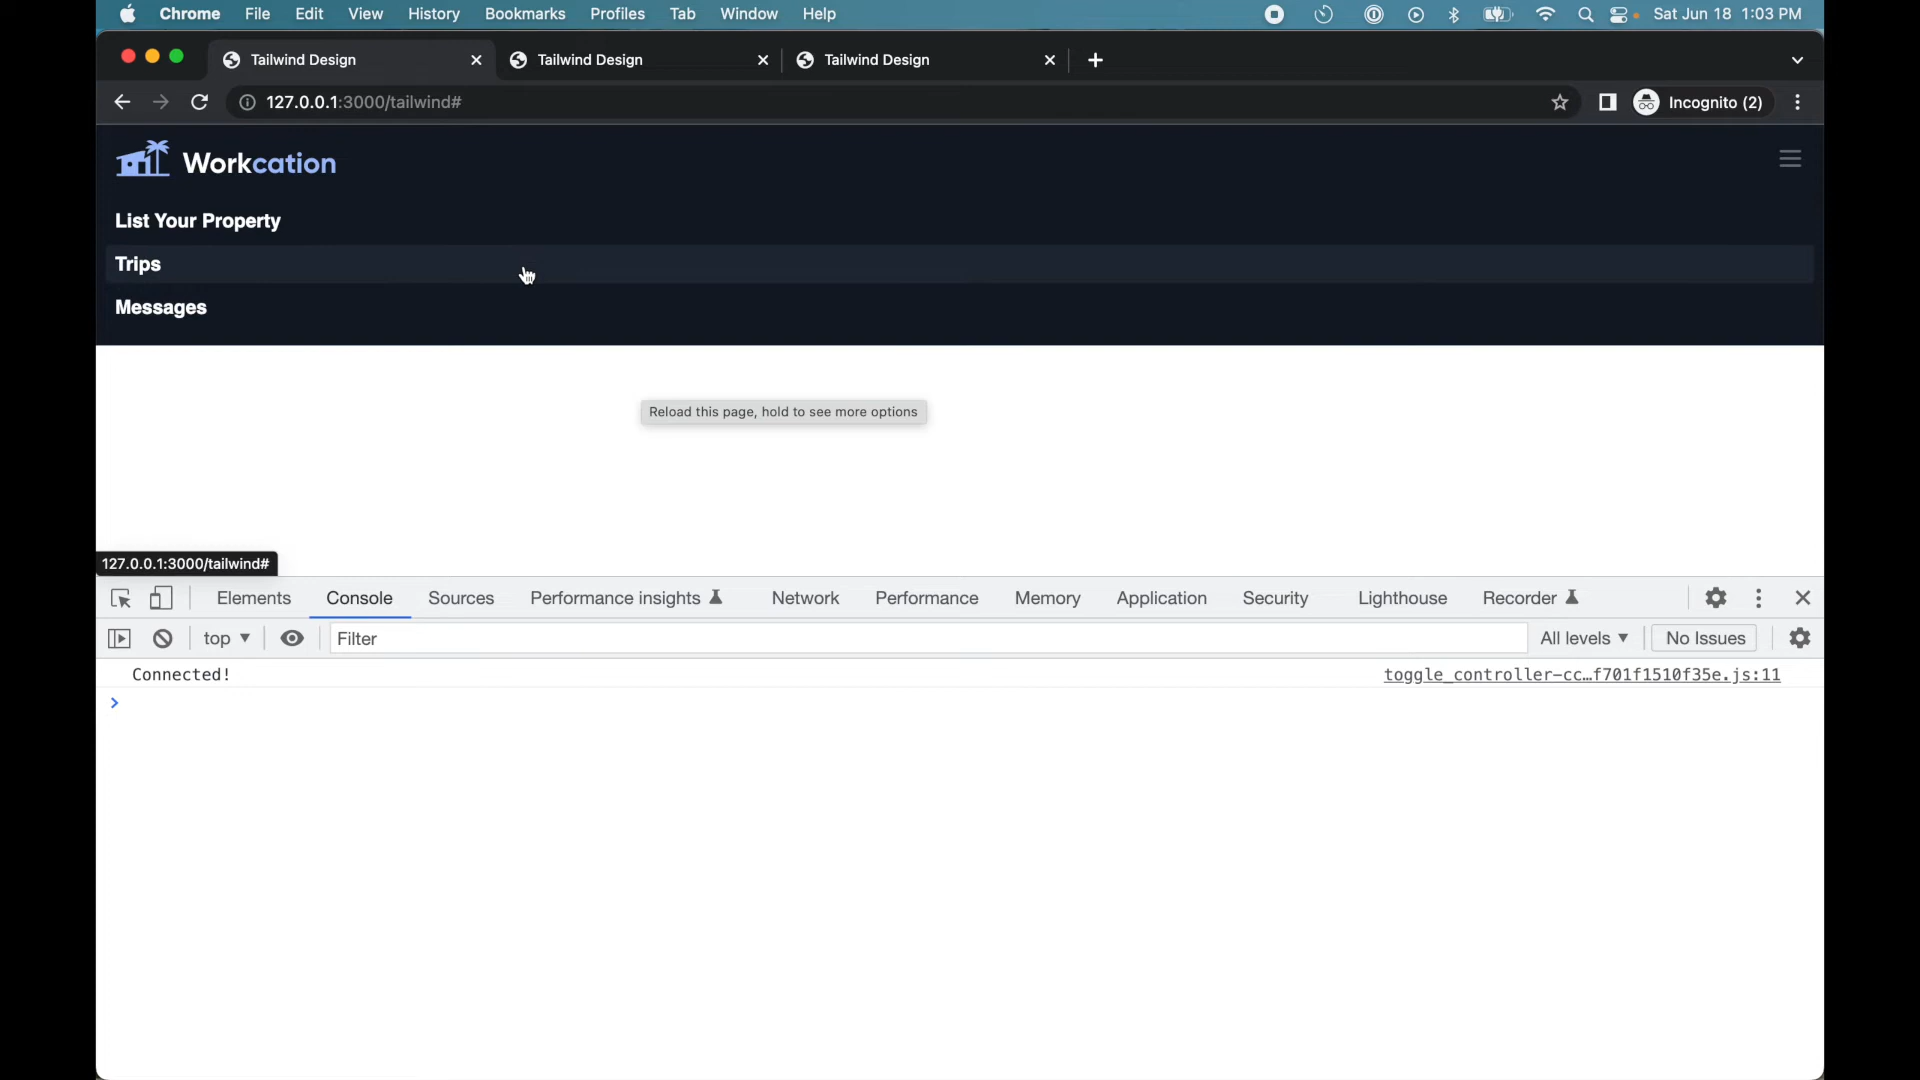 Chrome File Edit View History Bookmarks Profiles Tab Window Help Sat Jun 18 1:03 PM
Tailwind Design Tailwind Design Tailwind Design
127.0.0.1:3000/tailwind# Incognito (2)
Workcation
List Your Property
Trips
Messages
Reload this page, hold to see more options
127.0.0.1:3000/tailwind#
Elements Console Sources Performance insights Network Performance Memory Application Security Lighthouse Recorder
top Filter All levels No Issues
Connected! toggle_controller-cc…f701f1510f35e.js:11